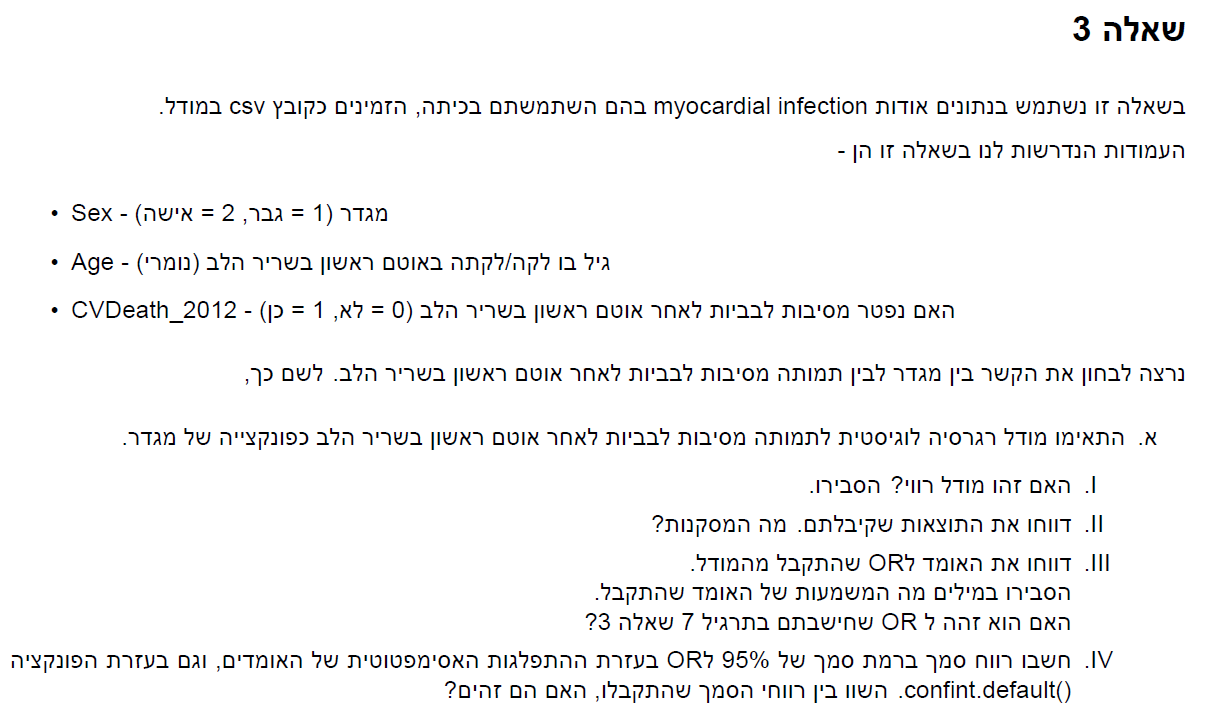 שאלה 3
בשאלה זו נשתמש בנתונים אודות myocardial infection בהם השתמשתם בכיתה, הזמינים כקובץ csv במודל.
העמודות הנדרשות לנו בשאלה זו הן -
• Sex - מגדר (1 = גבר, 2 = אישה)
• Age - גיל בו לקה/לקתה באוטם ראשון בשריר הלב (נומרי)
• CVDeath_2012 - האם נפטר מסיבות לבביות לאחר אוטם ראשון בשריר הלב (0 = לא, 1 = כן)
נרצה לבחון את הקשר בין מגדר לבין תמותה מסיבות לבביות לאחר אוטם ראשון בשריר הלב. לשם כך,
א. התאימו מודל רגרסיה לוגיסטית לתמותה מסיבות לבביות לאחר אוטם ראשון בשריר הלב כפונקצייה של מגדר.
I. האם זהו מודל רווי? הסבירו.
II. דווחו את התוצאות שקיבלתם. מה המסקנות?
III. דווחו את האומד לOR שהתקבל מהמודל.
הסבירו במילים מה המשמעות של האומד שהתקבל.
האם הוא זהה ל OR שחישבתם בתרגיל 7 שאלה 3?
IV. חשבו רווח סמך ברמת סמך של 95% לOR בעזרת ההתפלגות האסימפטוטית של האומדים, וגם בעזרת הפונקציה
confint.default(). השוו בין רווחי הסמך שהתקבלו, האם הם זהים?